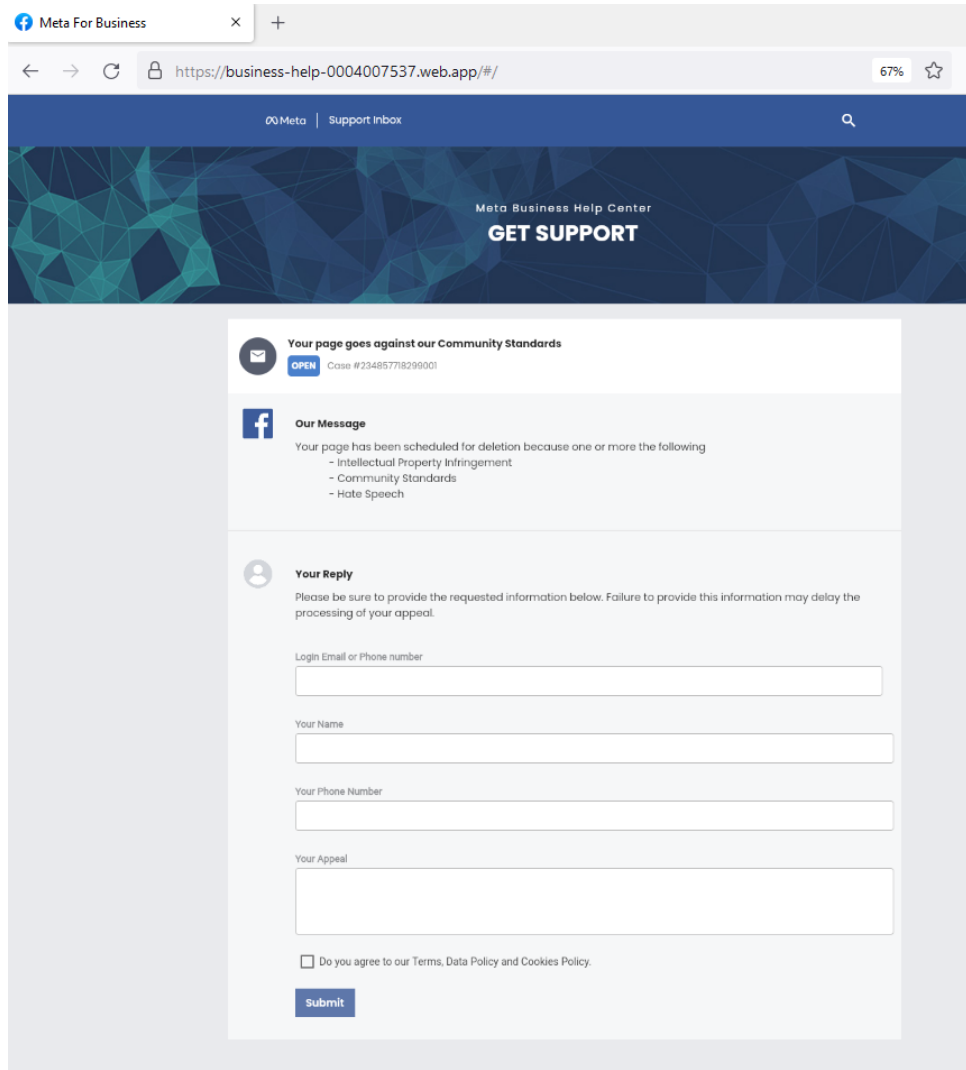 Meta For Business
https://business-help-0004007537.web.app/#/
67%
Meta | Support Inbox
Meta Business Help Center
GET SUPPORT
Your page goes against our Community Standards
OPEN Case #234857718299001
Our Message
Your page has been scheduled for deletion because one or more the following
- Intellectual Property Infringement
- Community Standards
- Hate Speech
Your Reply
Please be sure to provide the requested information below. Failure to provide this information may delay the
processing of your appeal.
Login Email or Phone number
Your Name
Your Phone Number
Your Appeal
Do you agree to our Terms, Data Policy and Cookies Policy.
Submit